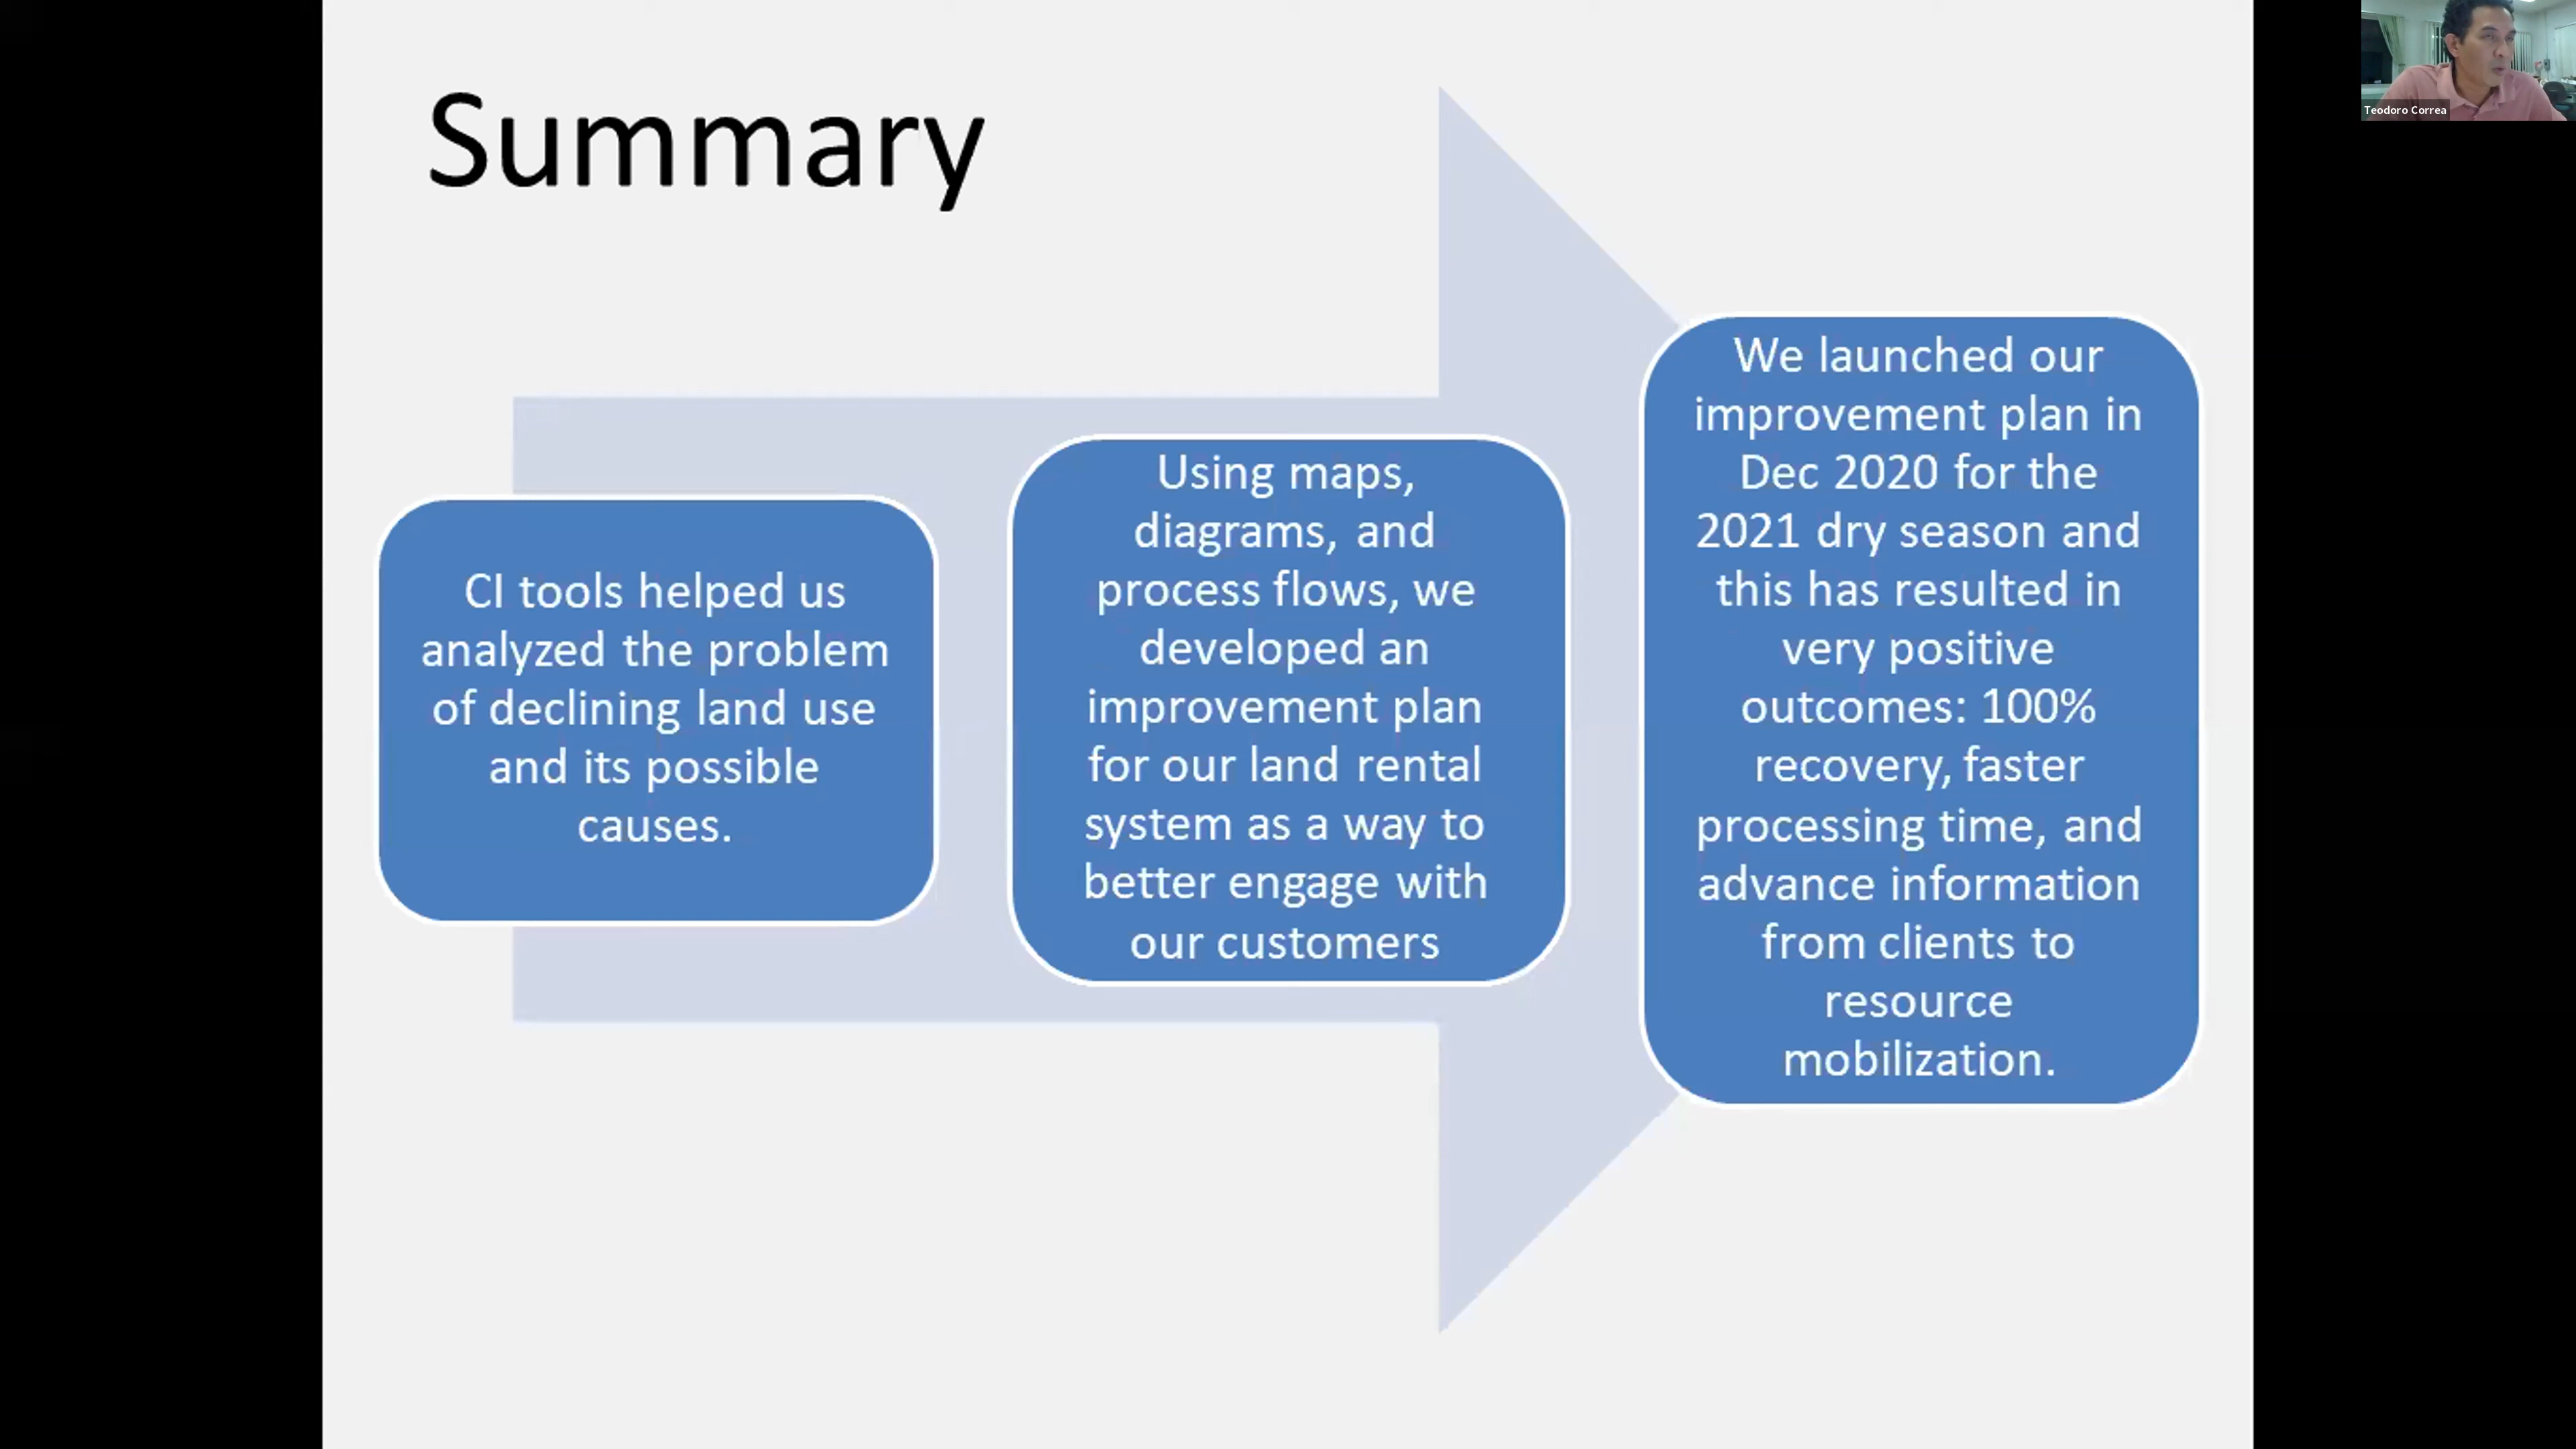 Summary
Teodoro Correa
CI tools helped us
analyzed the problem
of declining land use
and its possible
causes.
Using maps,
diagrams, and
process flows, we
developed an
improvement plan
for our land rental
system as a way to
better engage with
our customers
We launched our
improvement plan in
Dec 2020 for the
2021 dry season and
this has resulted in
very positive
outcomes: 100%
recovery, faster
processing time, and
advance information
from clients to
resource
mobilization.